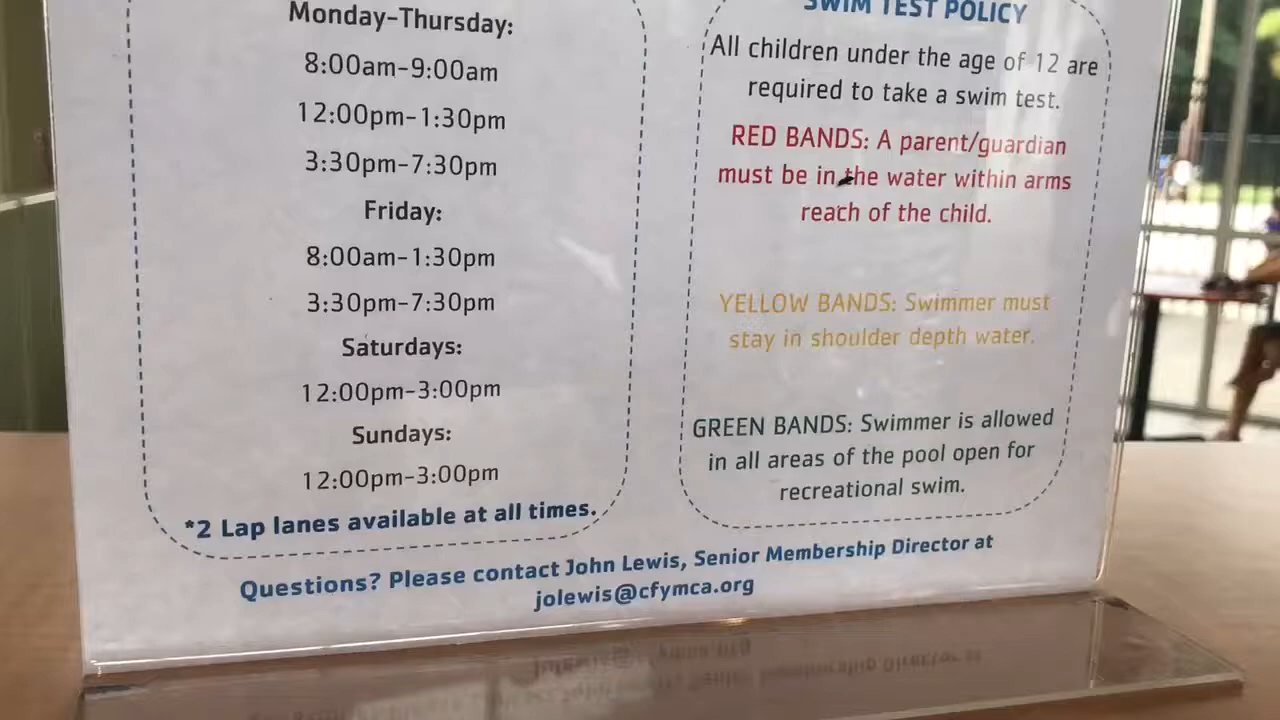 Monday-Thursday:
8:00am-9:00am
12:00pm-1:30pm
3:30pm-7:30pm
Friday:
8:00am-1:30pm
3:30pm-7:30pm
Saturdays:
12:00pm-3:00pm
Sundays:
12:00pm-3:00pm
*2 Lap lanes available at all times.
SWIM TEST POLICY
All children under the age of 12 are
required to take a swim test.
RED BANDS: A parent/guardian
must be in the water within arms
reach of the child.
YELLOW BANDS: Swimmer must
stay in shoulder depth water.
GREEN BANDS: Swimmer is allowed
in all areas of the pool open for
recreational swim.
Questions? Please contact John Lewis, Senior Membership Director at
jolewis@cfymca.org